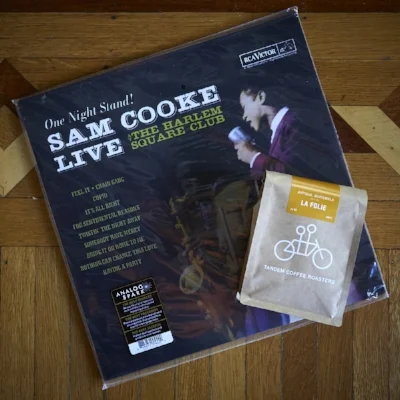 One Night Stand!
SAM COOKE
LIVE AT THE HARLEM
SQUARE CLUB
RCA VICTOR
FEEL IT • CHAIN GANG
CUPID
IT'S ALL RIGHT
FOR SENTIMENTAL REASONS
TWISTIN' THE NIGHT AWAY
SOMEBODY HAVE MERCY
BRING IT ON HOME TO ME
NOTHING CAN CHANGE THIS LOVE
HAVING A PARTY
ANALOG
SPARK
LA FOLIE
TANDEM COFFEE ROASTERS